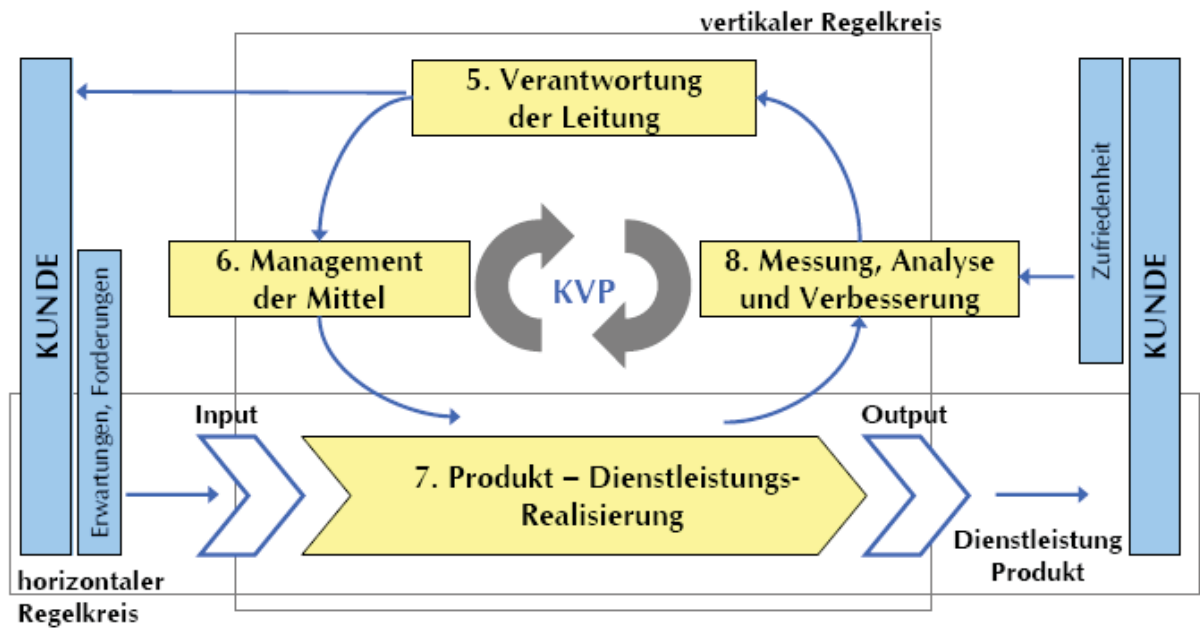 vertikaler Regelkreis
KUNDE
Erwartungen, Forderungen
5. Verantwortung
der Leitung
6. Management
der Mittel
KVP
8. Messung, Analyse
und Verbesserung
Zufriedenheit
KUNDE
Input
7. Produkt – Dienstleistungs-
Realisierung
Output
Dienstleistung
Produkt
horizontaler
Regelkreis